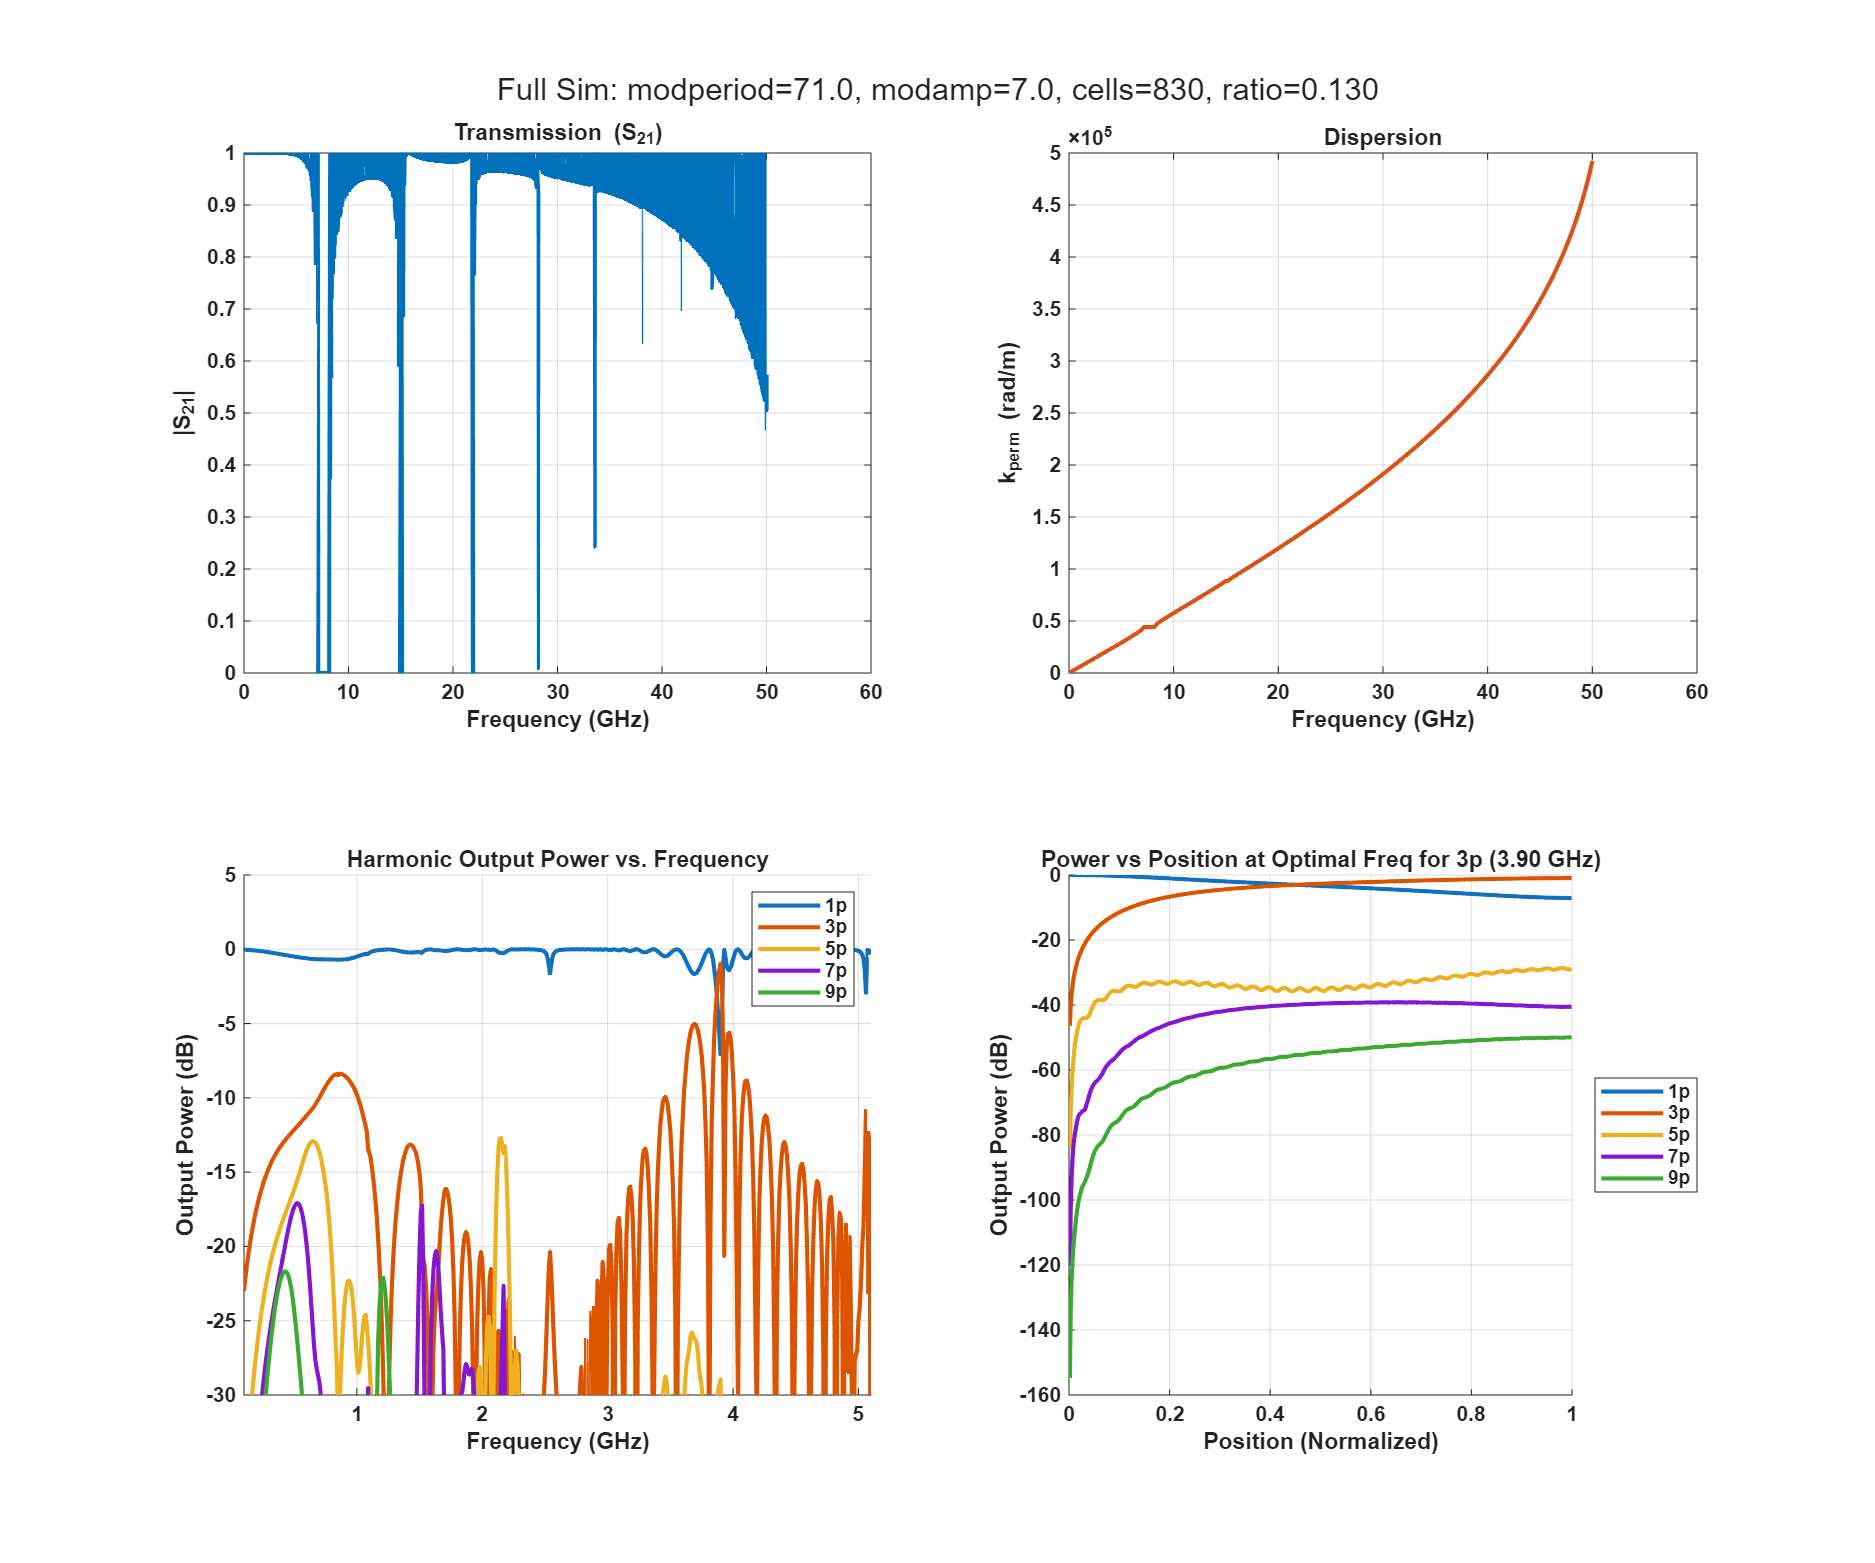 Full Sim: modperiod=71.0, modamp=7.0, cells=830, ratio=0.130
Transmission (S21)
1
0.9
0.8
0.7
0.6
0.5
0.4
0.3
0.2
0.1
0
|S21|
0 10 20 30 40 50 60
Frequency (GHz)
×10^5
Dispersion
5
4.5
4
3.5
3
2.5
2
1.5
1
0.5
0
kperm (rad/m)
0 10 20 30 40 50 60
Frequency (GHz)
Harmonic Output Power vs. Frequency
5
0
-5
-10
-15
-20
-25
-30
Output Power (dB)
1p
3p
5p
7p
9p
1 2 3 4 5
Frequency (GHz)
Power vs Position at Optimal Freq for 3p (3.90 GHz)
0
-20
-40
-60
-80
-100
-120
-140
-160
Output Power (dB)
0 0.2 0.4 0.6 0.8 1
Position (Normalized)
1p
3p
5p
7p
9p